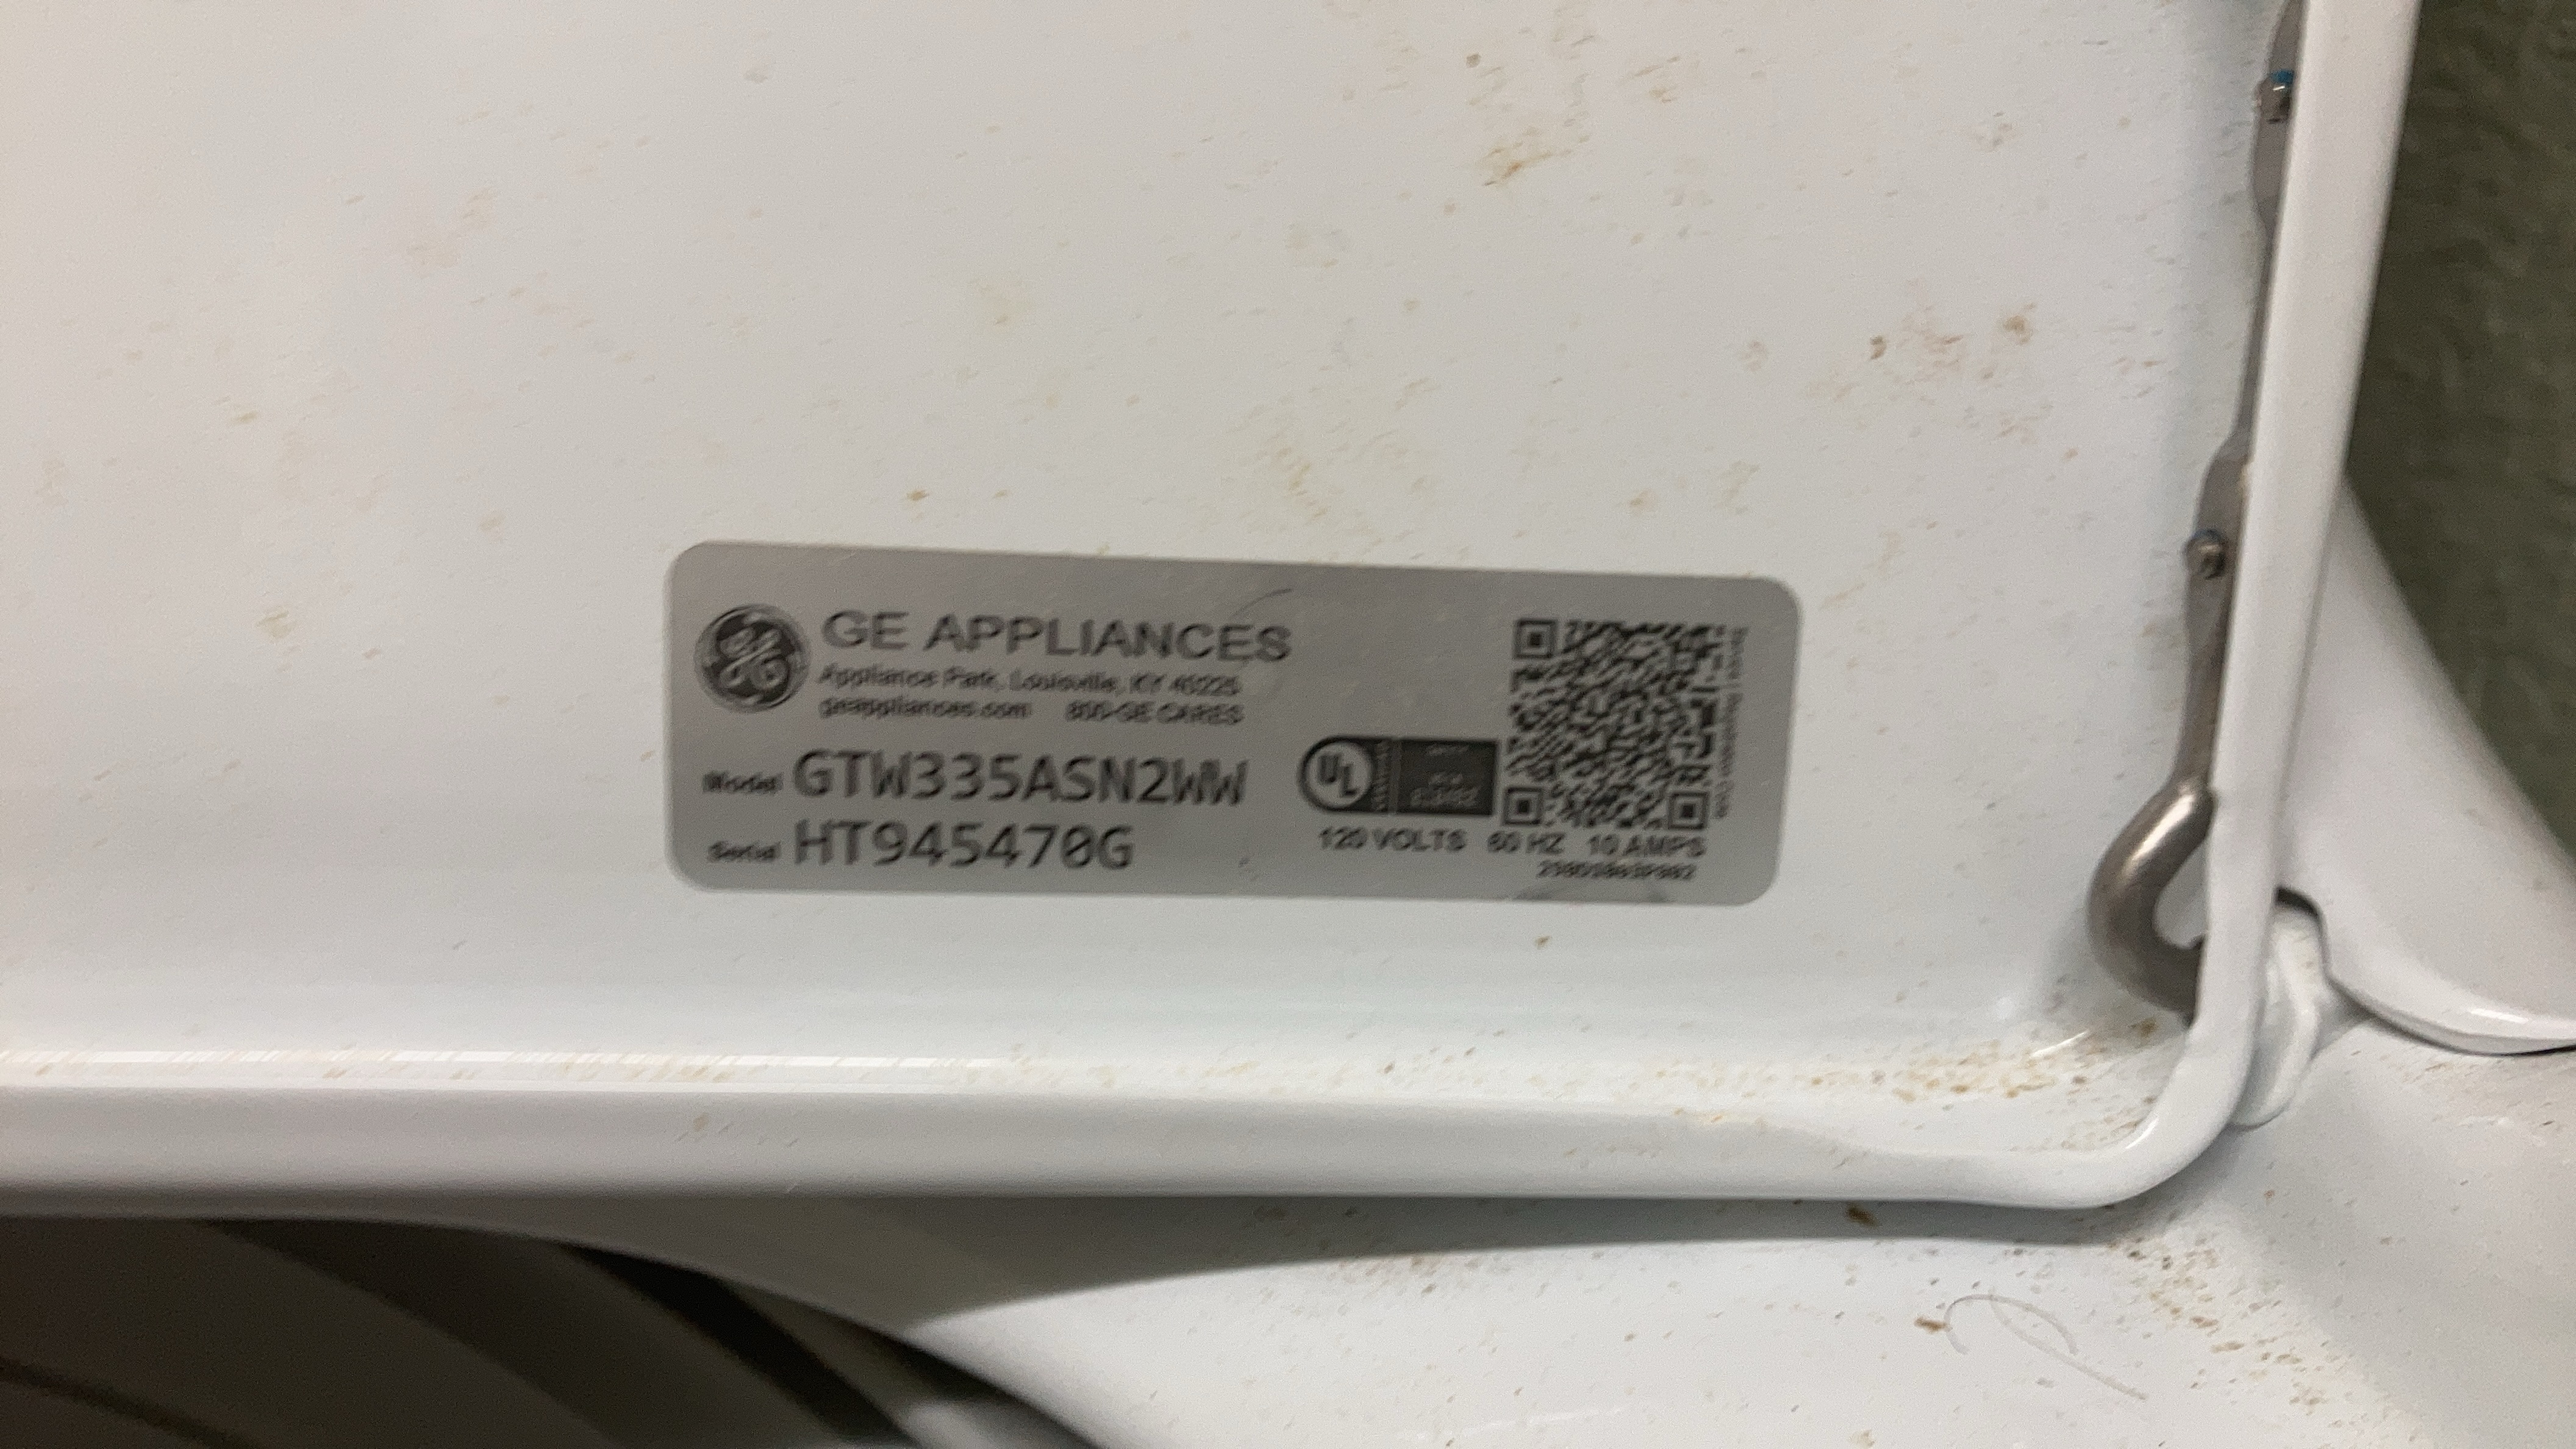 GE APPLIANCES
Appliance Park, Louisville, KY 40225
geappliances.com 800-GE CARES
Model GTW335ASN2WW
Serial HT945470G
UL
120 VOLTS 60 HZ 10 AMPS